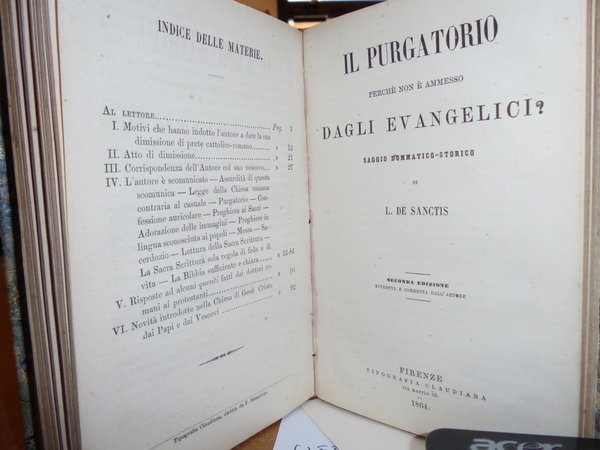 INDICE DELLE MATERIE.
AL LETTORE Pag. 3
I. Motivi che hanno indotto l'autore a dare la sua
dimissione di prete cattolico-romano » 13
II. Atto di dimissione » 21
III. Corrispondenza dell'Autore col suo vescovo » 27
IV. L'autore è scomunicato — Assurdità di questa
scomunica — Legge della Chiesa romana
contraria al casuale — Purgatorio — Con-
fessione auricolare — Preghiera ai Santi —
Adorazione delle immagini — Preghiere in
lingua sconosciuta ai popoli — Messa — Sa-
cerdozio — Lettura della Sacra Scrittura —
La Sacra Scrittura sola regola di fede e di
vita — La Bibbia sufficiente e chiara » 33-84
V. Risposte ad alcuni quesiti fatti dai dottori ro-
mani ai protestanti »
VI. Novità introdotte nella Chiesa di Gesù Cristo
dai Papi e dai Vescovi » 92
Tipografia Claudiana, diretta da
IL PURGATORIO
PERCHÈ NON È AMMESSO
DAGLI EVANGELICI?
SAGGIO DOMMATICO-STORICO
DI
L. DE SANCTIS
SECONDA EDIZIONE
RIVEDUTA E CORRETTA DALL'AUTORE
FIRENZE
TIPOGRAFIA CLAUDIANA
VIA MAFFIA 33.
1864.
acer